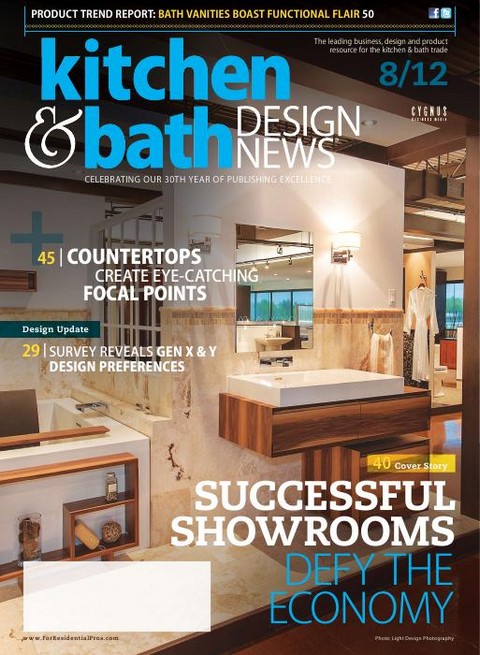 PRODUCT TREND REPORT: BATH VANITIES BOAST FUNCTIONAL FLAIR 50
The leading business, design and product
resource for the kitchen & bath trade
8/12
CYGNUS
BUSINESS MEDIA
kitchen
& bath DESIGN
NEWS
CELEBRATING OUR 30TH YEAR OF PUBLISHING EXCELLENCE
+
45 | COUNTERTOPS
CREATE EYE-CATCHING
FOCAL POINTS
Design Update
29 | SURVEY REVEALS GEN X & Y
DESIGN PREFERENCES
40 Cover Story
SUCCESSFUL
SHOWROOMS
DEFY THE
ECONOMY
www.ForResidentialPros.com
Photo: Light Design Photography